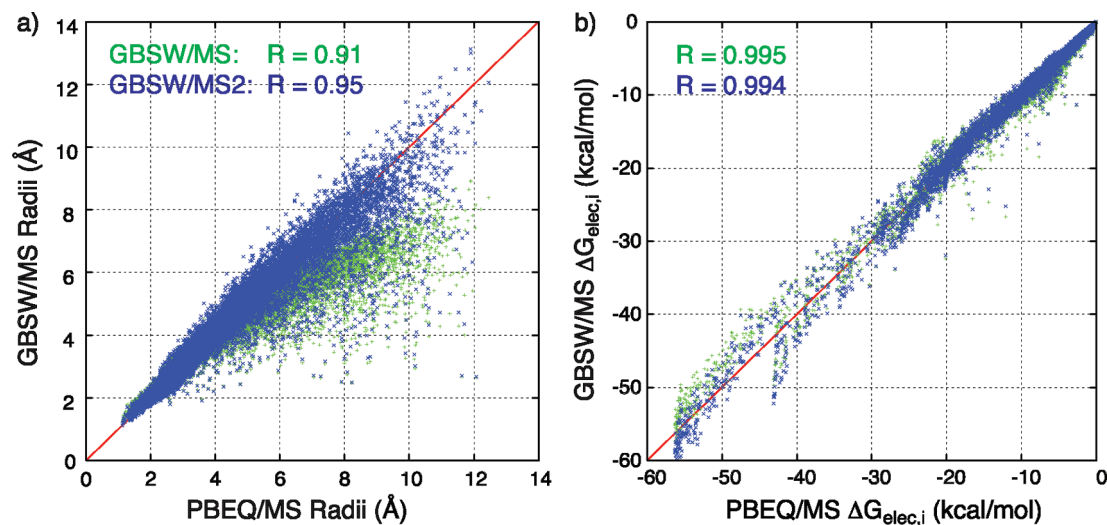 a)
14
12
10
8
6
4
2
0
GBSW/MS Radii (Å)
GBSW/MS: R = 0.91
GBSW/MS2: R = 0.95
0 2 4 6 8 10 12 14
PBEQ/MS Radii (Å)
b)
0
-10
-20
-30
-40
-50
-60
GBSW/MS ΔGelec,i (kcal/mol)
R = 0.995
R = 0.994
-60 -50 -40 -30 -20 -10 0
PBEQ/MS ΔGelec,i (kcal/mol)